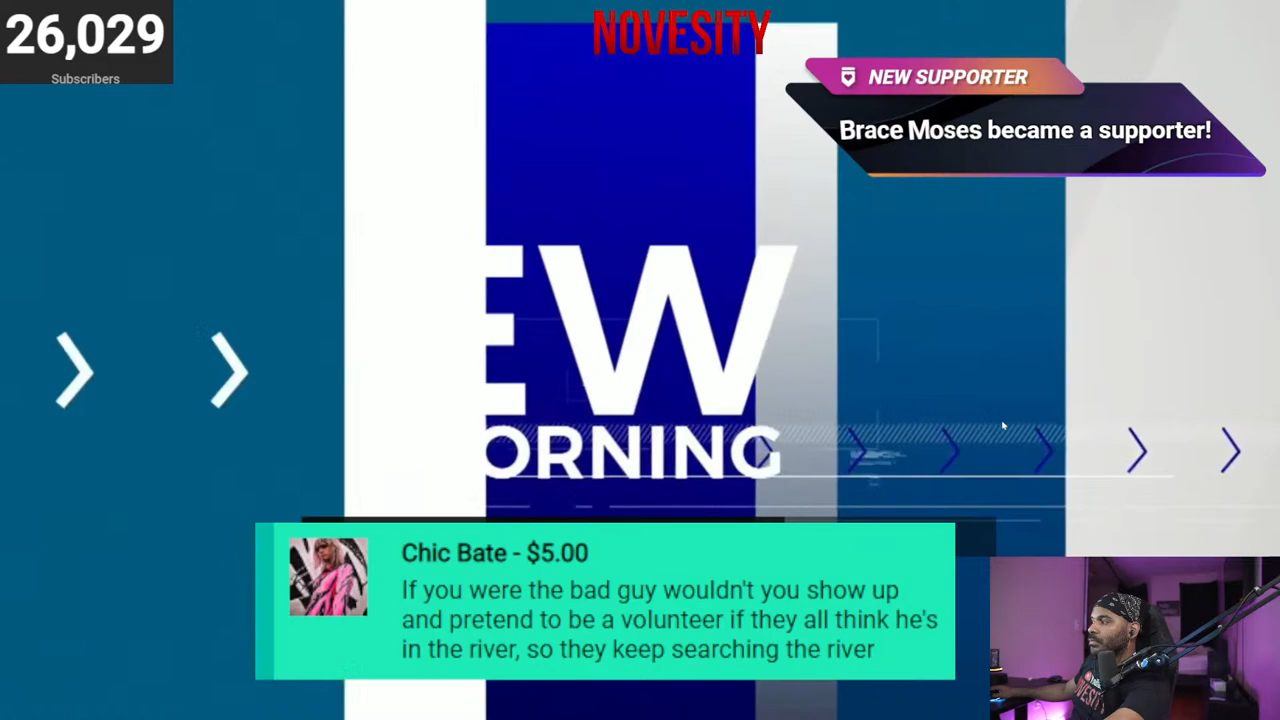 26,029
Subscribers
NOVESITY
NEW SUPPORTER
Brace Moses became a supporter!
EW
ORNING
Chic Bate - $5.00
If you were the bad guy wouldn't you show up
and pretend to be a volunteer if they all think he's
in the river, so they keep searching the river